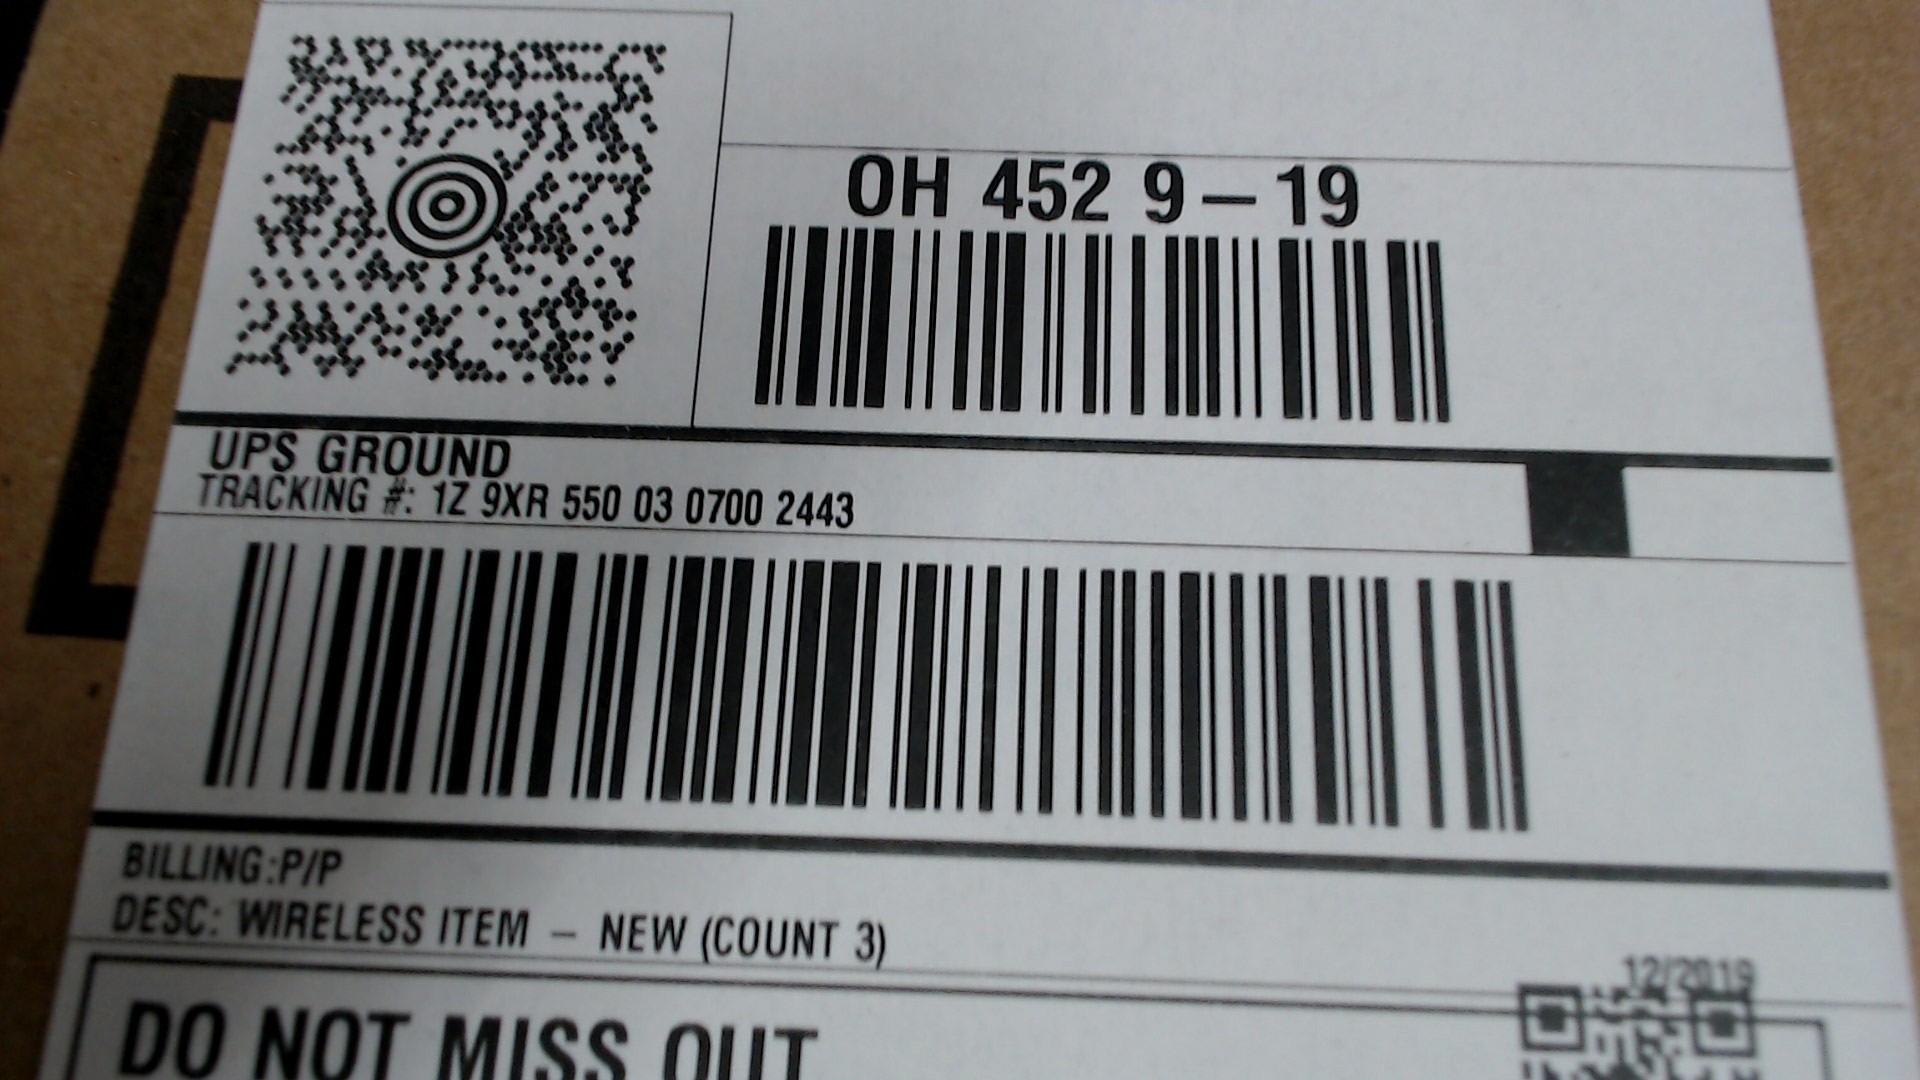 OH 452 9-19
UPS GROUND
TRACKING #: 1Z 9XR 550 03 0700 2443
BILLING:P/P
DESC: WIRELESS ITEM - NEW (COUNT 3)
12/2019
DO NOT MISS OUT